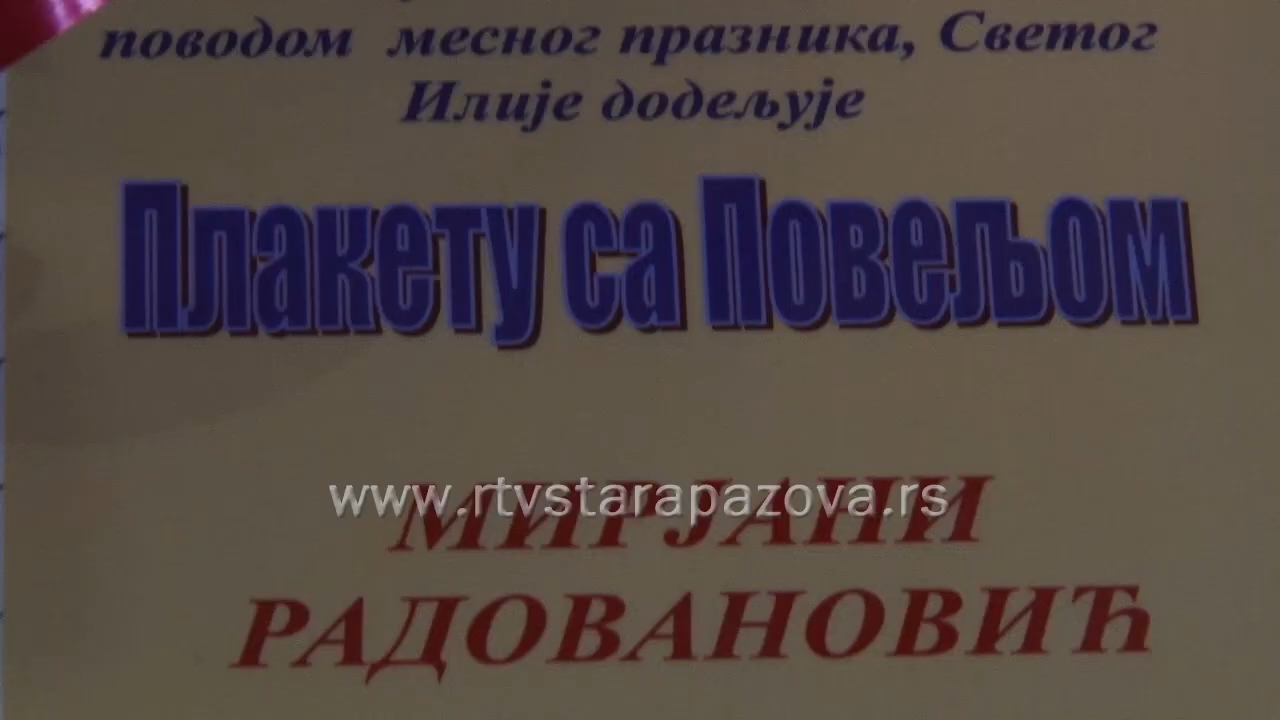 поводом месног празника, Светог
Илије додељује
Плакету са Повељом
www.rtvstarapazova.rs
МИРЈАНИ
РАДОВАНОВИЋ